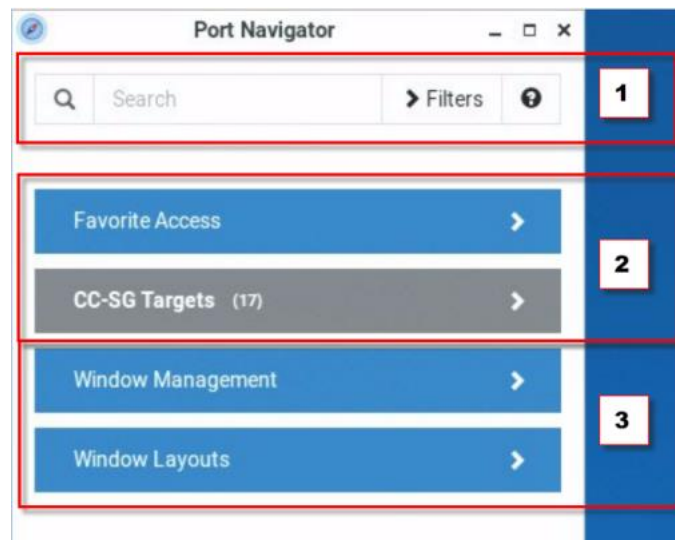 Port Navigator
Search Filters
1
Favorite Access
2
CC-SG Targets (17)
Window Management
3
Window Layouts